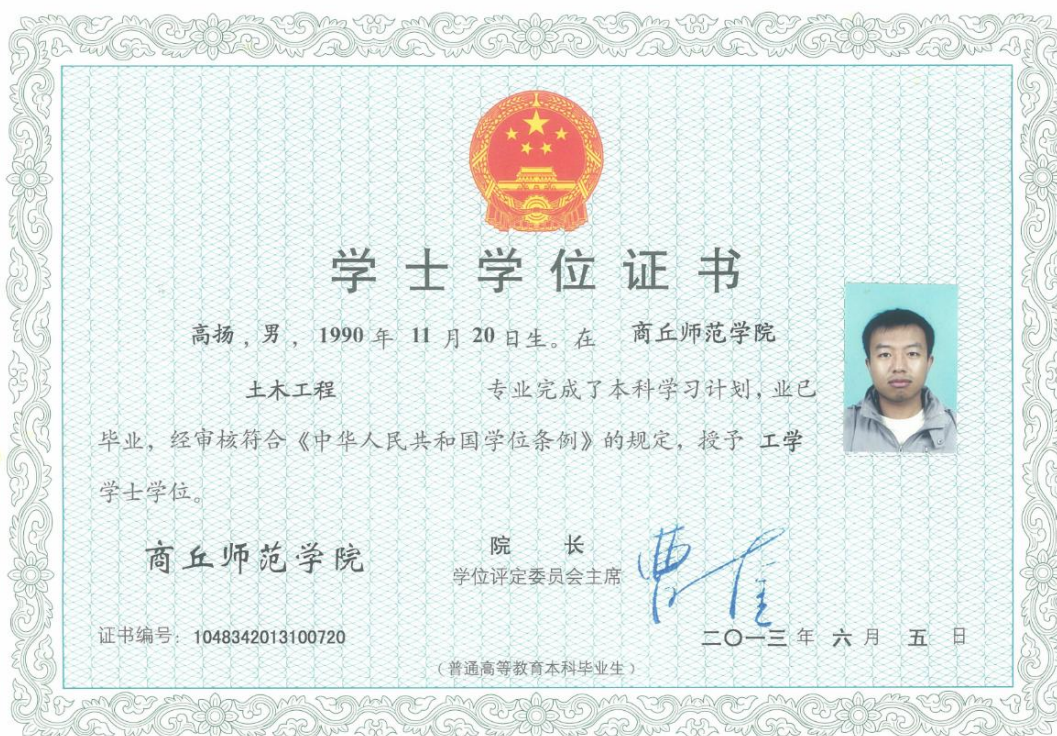 学士学位证书
高扬，男，1990 年 11 月 20 日生。在 商丘师范学院
土木工程 专业完成了本科学习计划，业已
毕业，经审核符合《中华人民共和国学位条例》的规定，授予 工学
学士学位。
商丘师范学院
院 长
学位评定委员会主席
证书编号：1048342013100720
二〇一三 年 六 月 五 日
（普通高等教育本科毕业生）